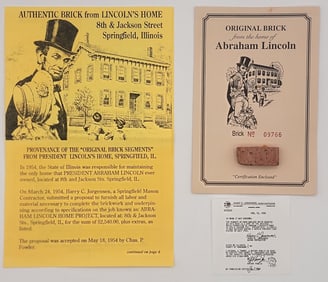 AUTHENTIC BRICK from LINCOLN'S HOME
8th & Jackson Street
Springfield, Illinois
PROVENANCE OF THE "ORIGINAL BRICK SEGMENTS"
FROM PRESIDENT LINCOLN'S HOME, SPRINGFIELD, IL.
In 1954, the State of Illinois was responsible for maintaining
the only home that PRESIDENT ABRAHAM LINCOLN ever
owned, located at 8th and Jackson Sts. Springfield, IL.
On March 24, 1954, Harry C. Jorgensen, a Springfield Mason
Contractor, submitted a proposal to furnish all labor and
material necessary to complete the brickwork and underpin-
ning according to specifications on the job known as: ABRA-
HAM LINCOLN HOME PROJECT, located at: 8th & Jackson
Sts., Springfield, IL, for the sum of $2,540.00, plus extras, as
listed.
The proposal was accepted on May 18, 1954 by Chas. P.
Fowler.
continued on page 4
ORIGINAL BRICK
from the home of
Abraham Lincoln
Brick No 09766
"Certification Enclosed"